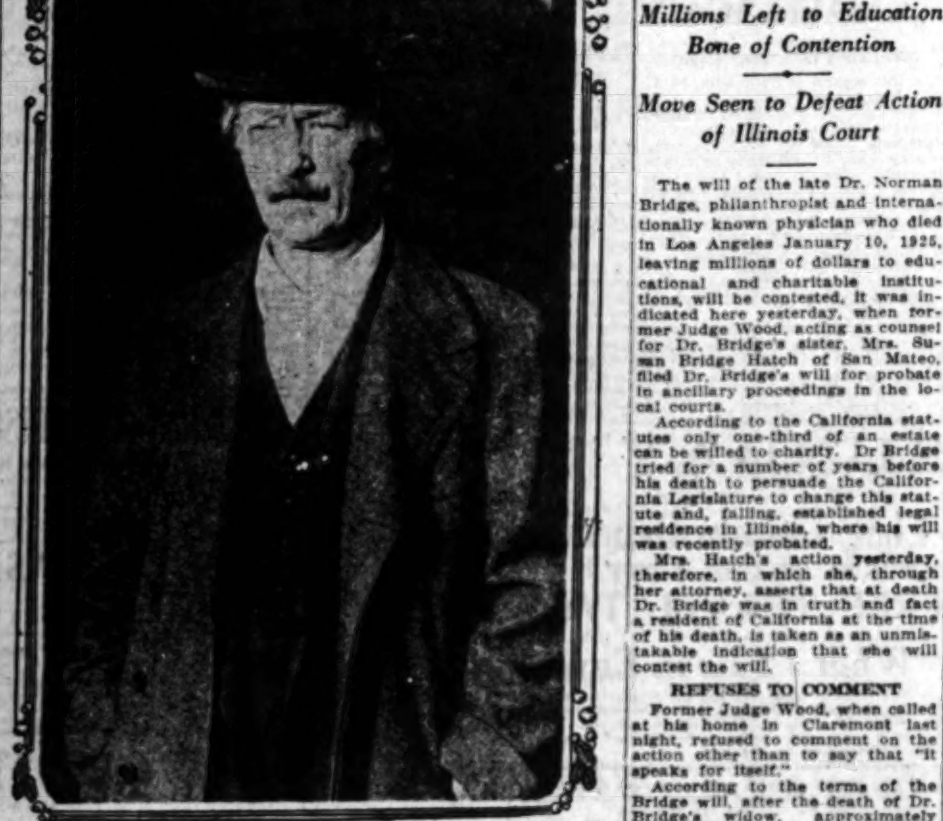 Millions Left to Education
Bone of Contention
Move Seen to Defeat Action
of Illinois Court
The will of the late Dr. Norman
Bridge, philanthropist and interna-
tionally known physician who died
in Los Angeles January 10, 1925,
leaving millions of dollars to edu-
cational and charitable institu-
tions, will be contested, it was in-
dicated here yesterday, when for-
mer Judge Wood, acting as counsel
for Dr. Bridge's sister, Mrs. Su-
san Bridge Hatch of San Mateo,
filed Dr. Bridge's will for probate
in ancillary proceedings in the lo-
cal courts.
According to the California stat-
utes only one-third of an estate
can be willed to charity. Dr Bridge
tried for a number of years before
his death to persuade the Califor-
nia Legislature to change this stat-
ute and, failing, established legal
residence in Illinois, where his will
was recently probated.
Mrs. Hatch's action yesterday,
therefore, in which she, through
her attorney, asserts that at death
Dr. Bridge was in truth and fact
a resident of California at the time
of his death, is taken as an unmis-
takable indication that she will
contest the will.
REFUSES TO COMMENT
Former Judge Wood, when called
at his home in Claremont last
night, refused to comment on the
action other than to say that "it
speaks for itself."
According to the terms of the
Bridge will, after the death of Dr.
Bridge's widow, approximately